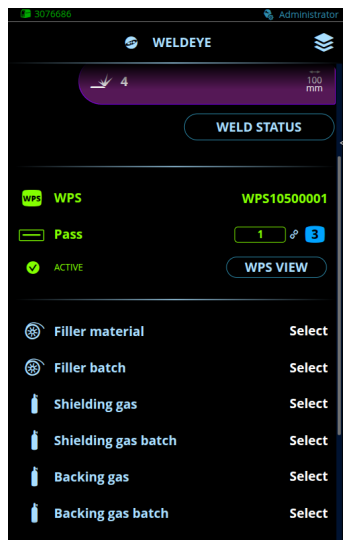 3076686 Administrator
WELDEYE
4 100 mm
WELD STATUS
WPS WPS WPS10500001
Pass 1 3
ACTIVE WPS VIEW
Filler material Select
Filler batch Select
Shielding gas Select
Shielding gas batch Select
Backing gas Select
Backing gas batch Select